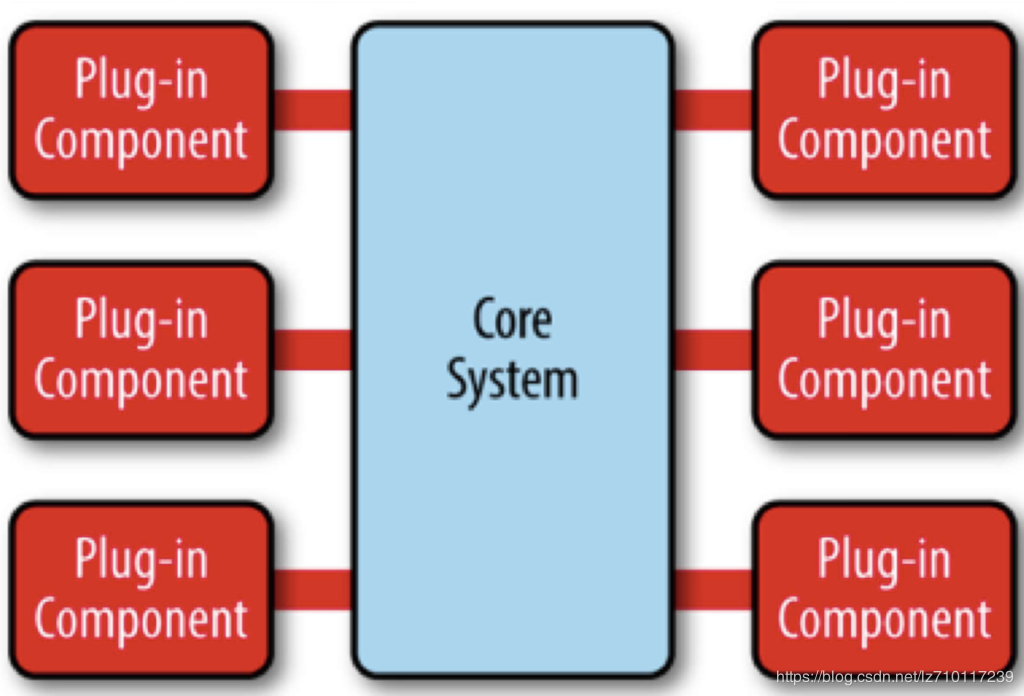 Plug-in
Component
Plug-in
Component
Plug-in
Component
Core
System
Plug-in
Component
Plug-in
Component
Plug-in
Component
https://blog.csdn.net/lz710117239